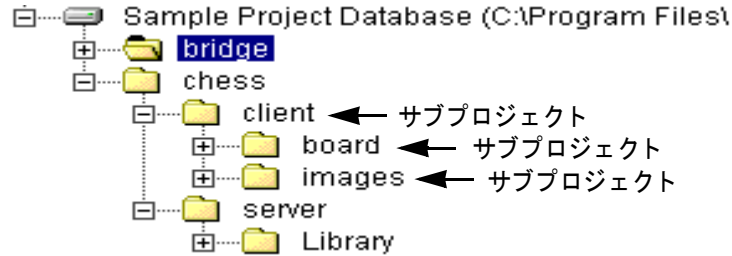 Sample Project Database (C:\Program Files\
bridge
chess
client サブプロジェクト
board サブプロジェクト
images サブプロジェクト
server
Library